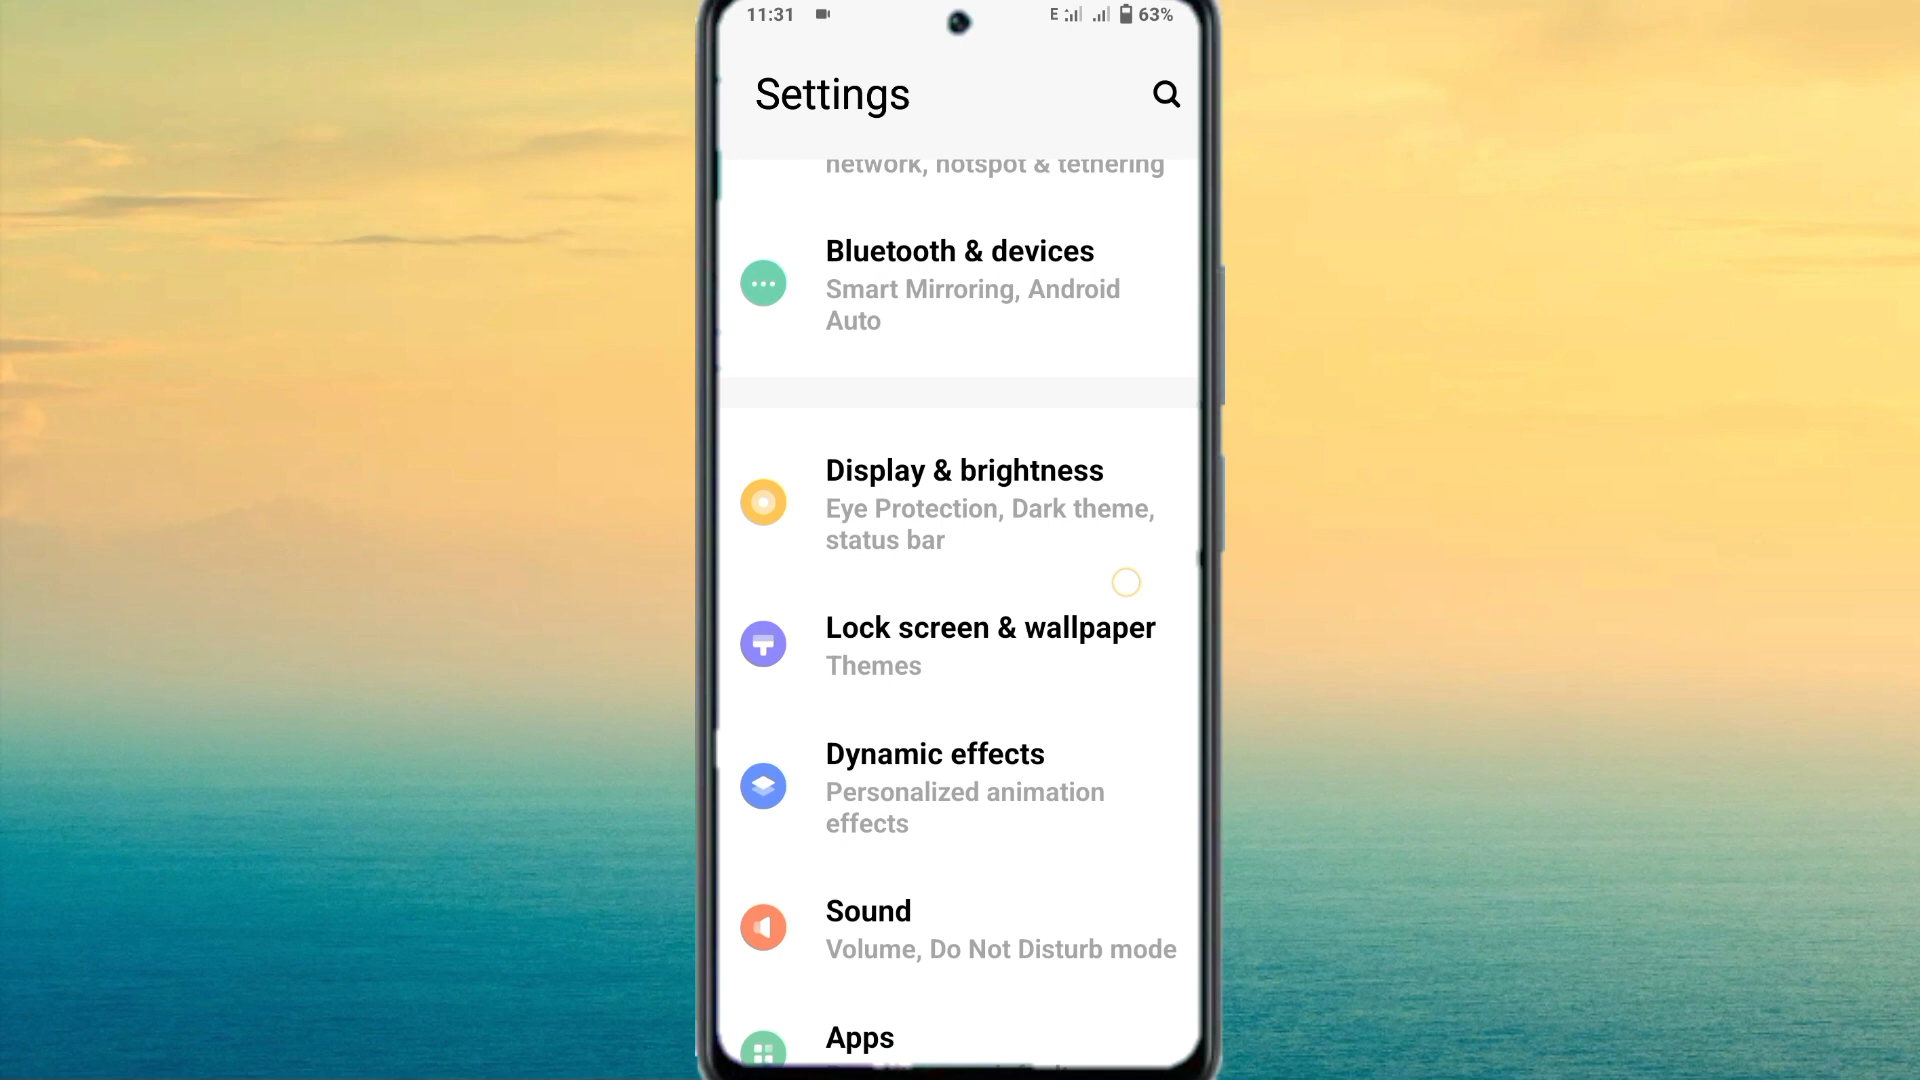 11:31 E 63%
Settings
network, hotspot & tethering
Bluetooth & devices
Smart Mirroring, Android
Auto
Display & brightness
Eye Protection, Dark theme,
status bar
Lock screen & wallpaper
Themes
Dynamic effects
Personalized animation
effects
Sound
Volume, Do Not Disturb mode
Apps